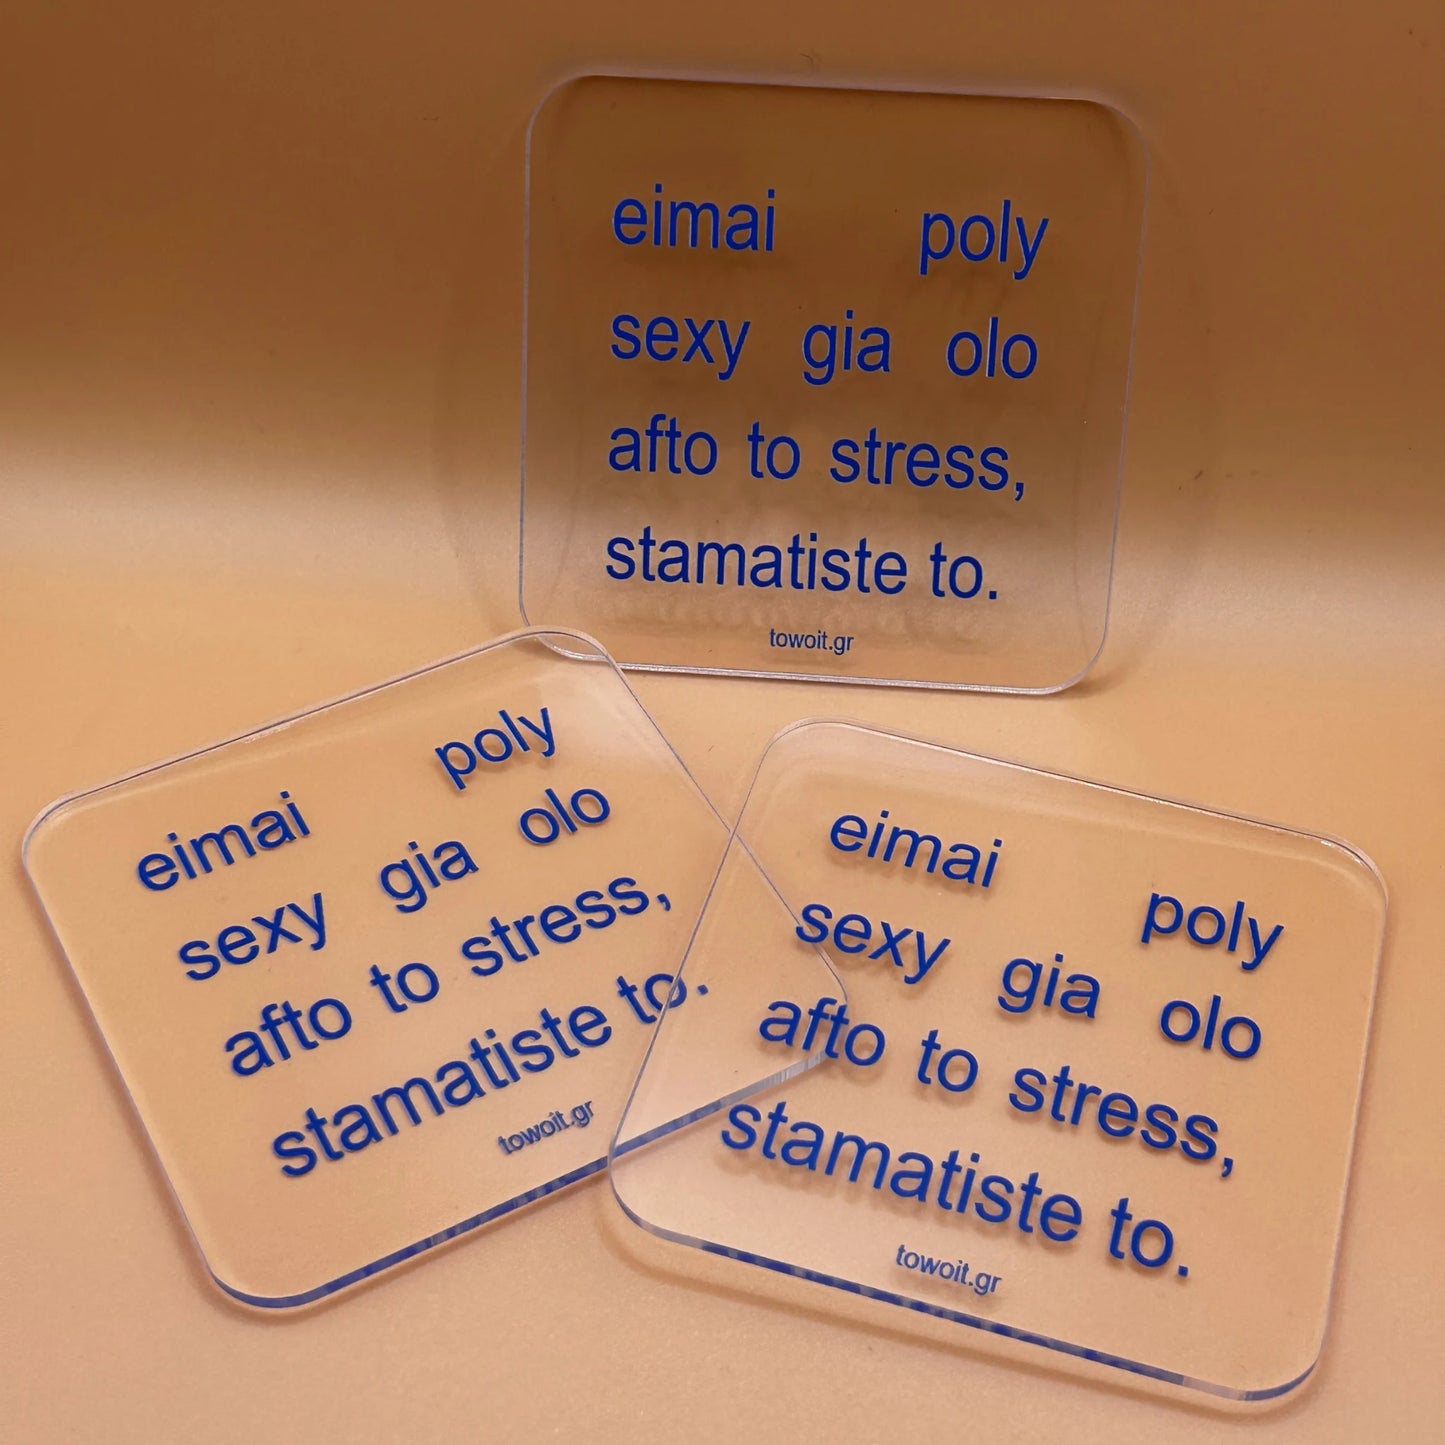 eimai poly
sexy gia olo
afto to stress,
stamatiste to.
towoit.gr
eimai poly
sexy gia olo
afto to stress,
stamatiste to.
towoit.gr
eimai poly
sexy gia olo
afto to stress,
stamatiste to.
towoit.gr